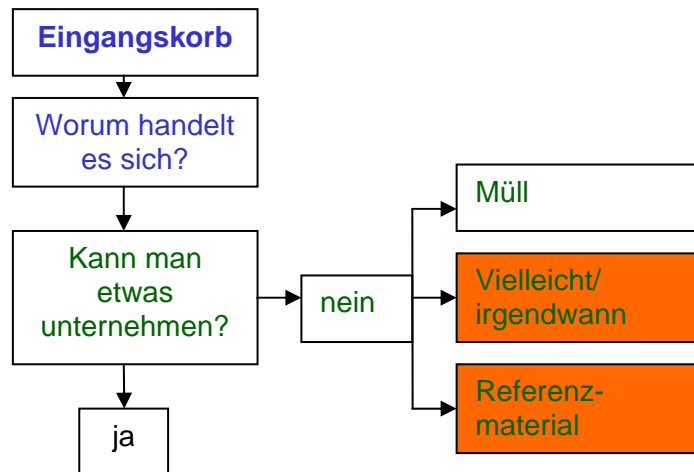 Eingangskorb
Worum handelt
es sich?
Kann man
etwas
unternehmen?
nein
Müll
Vielleicht/
irgendwann
Referenz-
material
ja